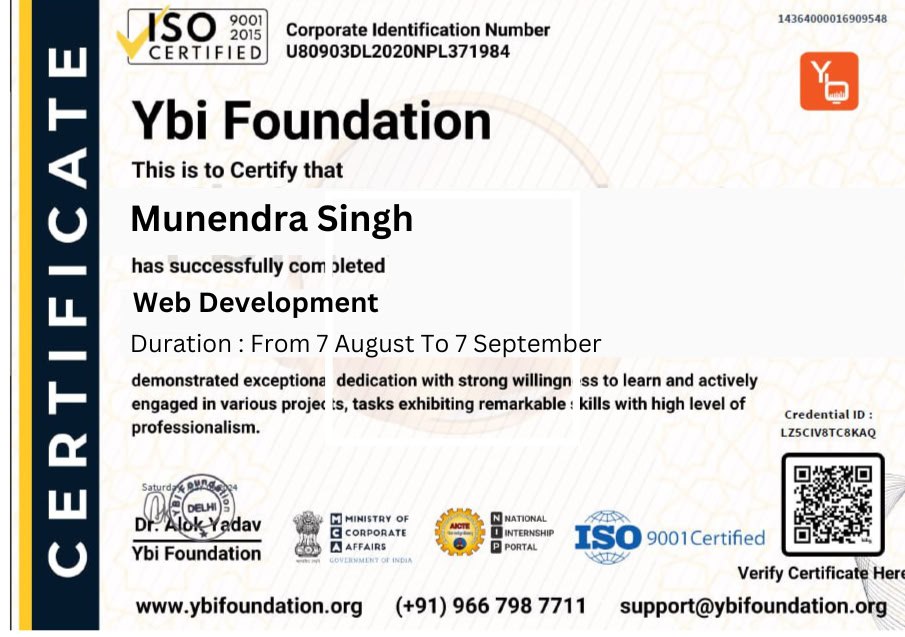 CERTIFICATE
ISO 9001
2015
CERTIFIED
Corporate Identification Number
U80903DL2020NPL371984
14364000016909548
Yb
Ybi Foundation
This is to Certify that
Munendra Singh
has successfully completed
Web Development
Duration : From 7 August To 7 September
demonstrated exceptiona dedication with strong willingn ss to learn and actively
engaged in various projec ts, tasks exhibiting remarkable skills with high level of
professionalism.
Credential ID :
LZ5CIV8TC8KAQ
YBI Foundation
DELHI
Dr. Alok Yadav
Ybi Foundation
MINISTRY OF
CORPORATE
AFFAIRS
GOVERNMENT OF INDIA
AICTE
NATIONAL
INTERNSHIP
PORTAL
ISO 9001Certified
Verify Certificate Here
www.ybifoundation.org (+91) 966 798 7711 support@ybifoundation.org